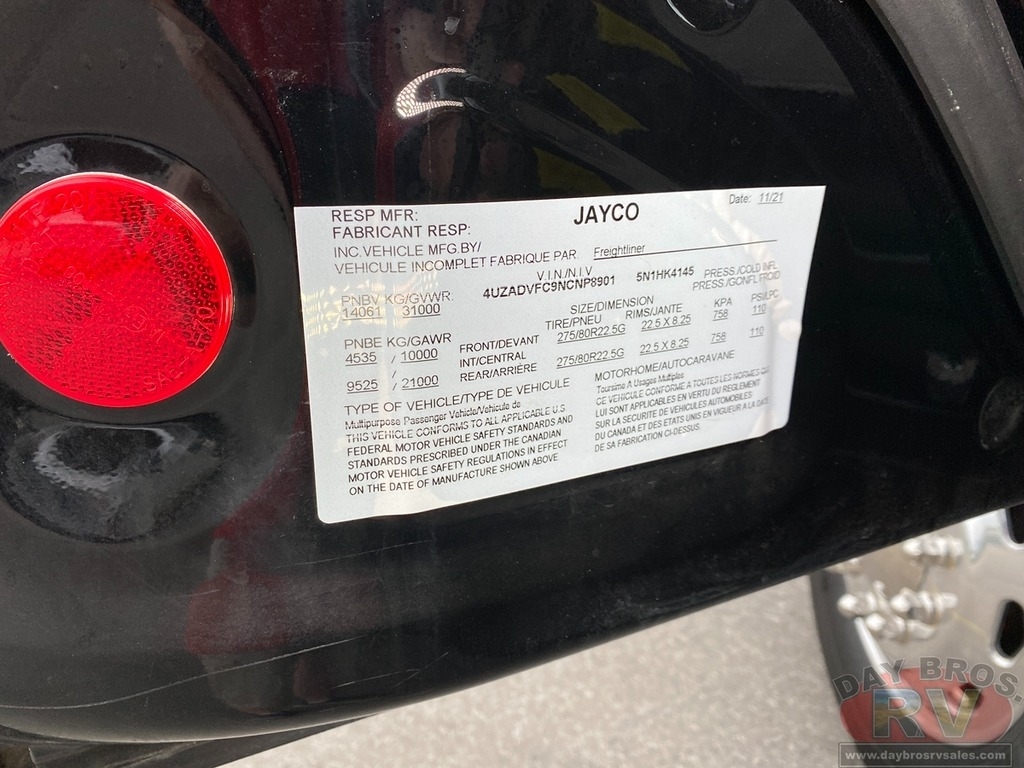 RESP MFR: JAYCO Date: 11/21
FABRICANT RESP:
INC.VEHICLE MFG.BY/
VEHICULE INCOMPLET FABRIQUE PAR Freightliner
V.I.N./N.I.V
4UZADVFC9NCNP8901 5N1HK4145 PRESS./COLD INFL
PRESS./GONFL FROID
PNBV KG/GVWR: SIZE/DIMENSION
14061 31000 TIRE/PNEU RIMS/JANTE KPA PSI/LPC
PNBE KG/GAWR FRONT/DEVANT 275/80R22.5G 22.5 X 8.25 758 110
4535 / 10000 INT/CENTRAL
9525 / 21000 REAR/ARRIÈRE 275/80R22.5G 22.5 X 8.25 758 110
TYPE OF VEHICLE/TYPE DE VEHICULE MOTORHOME/AUTOCARAVANE
Multipurpose Passenger Vehicle/Vehicule de Toursime A Usages Multiples
THIS VEHICLE CONFORMS TO ALL APPLICABLE U.S
FEDERAL MOTOR VEHICLE SAFETY STANDARDS AND
STANDARDS PRESCRIBED UNDER THE CANADIAN
MOTOR VEHICLE SAFETY REGULATIONS IN EFFECT
ON THE DATE OF MANUFACTURE SHOWN ABOVE
CE VEHICULE CONFORME A TOUTES LES NORMES
LUI SONT APPLICABLES EN VERTU DU REGLEMENT
SUR LA SECURITE DE VEHICULES AUTOMOBILES
DU CANADA ET DES ETATS UNIS EN VIGUEUR A LA DATE
DE SA FABRICATION CI-DESSUS.
DAY BROS.
RV
www.daybrosrvsales.com